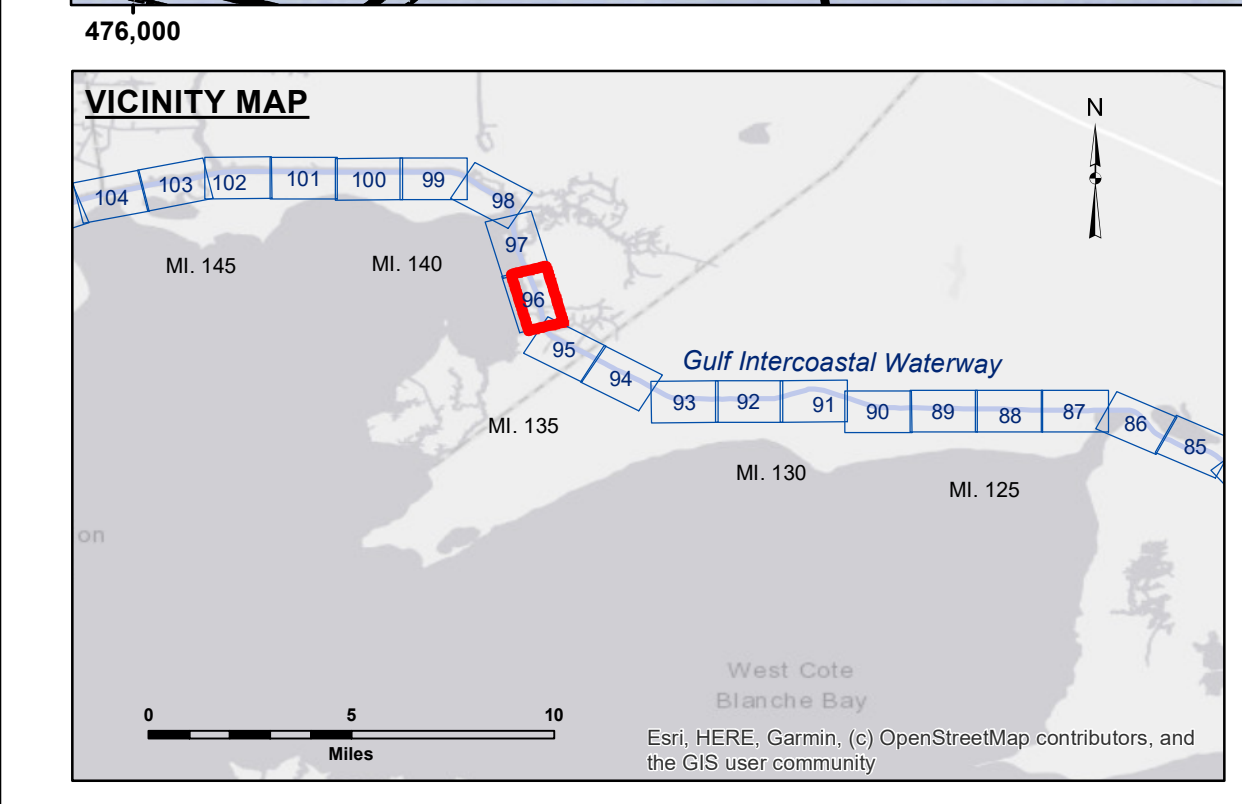 476,000
VICINITY MAP
N
104 103 102 101 100 99
98
97
MI. 145 MI. 140
96
95
Gulf Intercoastal Waterway
94
93 92 91 90 89 88 87 86 85
MI. 135
MI. 130
MI. 125
on
West Cote
Blanche Bay
0 5 10
Miles
Esri, HERE, Garmin, (c) OpenStreetMap contributors, and
the GIS user community